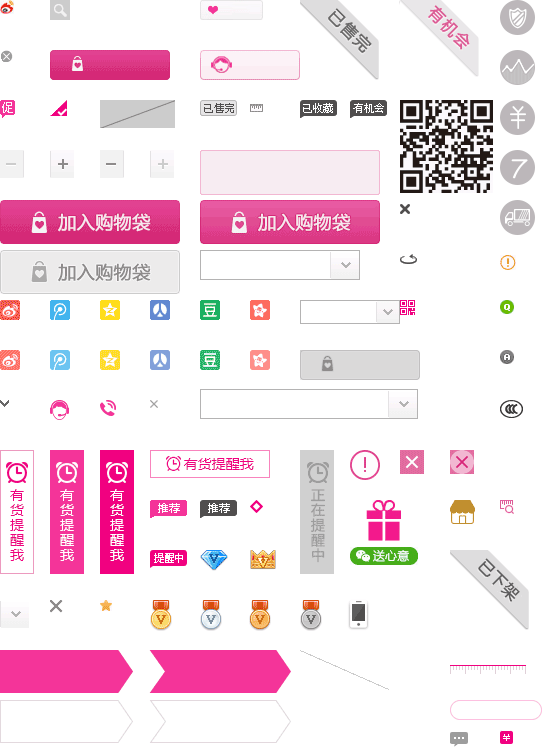 已售完
有机会
促
已售完
已收藏
有机会
¥
7
加入购物袋
加入购物袋
加入购物袋
豆
豆
Q
A
有货提醒我
有货提醒我
有货提醒我
有货提醒我
正在提醒中
推荐
推荐
提醒中
送心意
已下架
V
V
V
V
V
V
¥